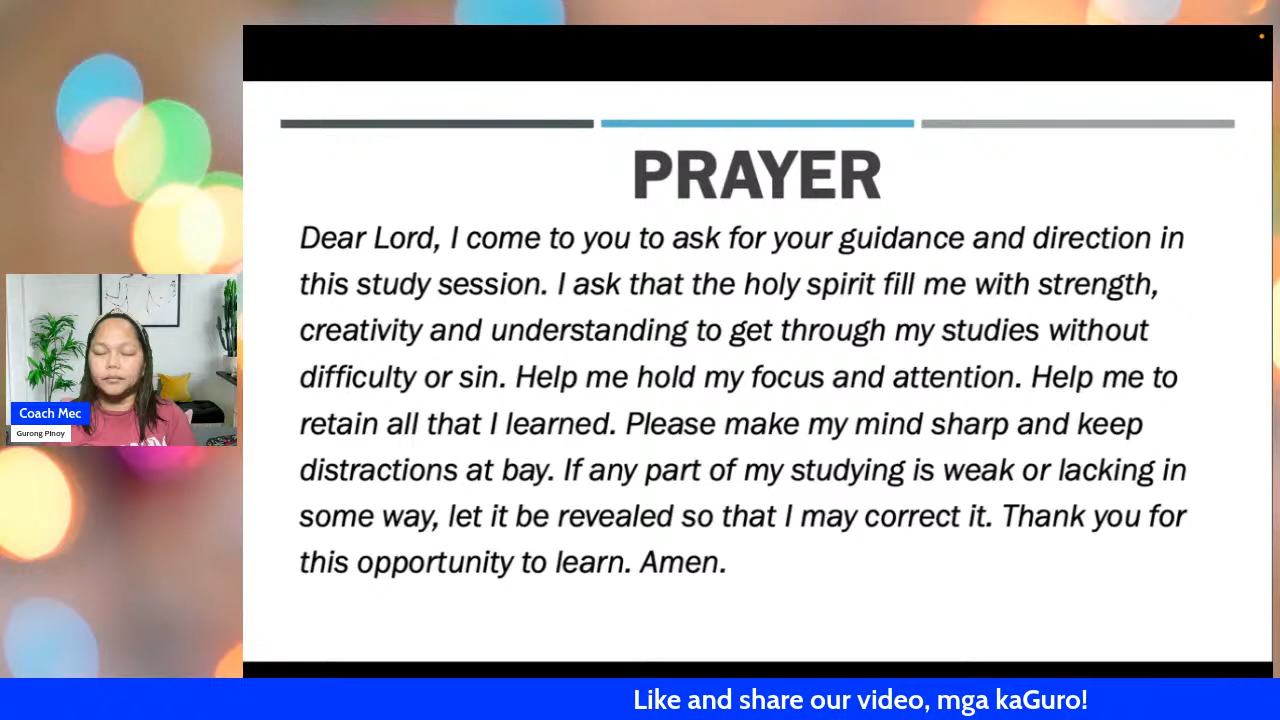 PRAYER
Dear Lord, I come to you to ask for your guidance and direction in
this study session. I ask that the holy spirit fill me with strength,
creativity and understanding to get through my studies without
difficulty or sin. Help me hold my focus and attention. Help me to
retain all that I learned. Please make my mind sharp and keep
distractions at bay. If any part of my studying is weak or lacking in
some way, let it be revealed so that I may correct it. Thank you for
this opportunity to learn. Amen.
Coach Mec
Gurong Pinoy
Like and share our video, mga kaGuro!